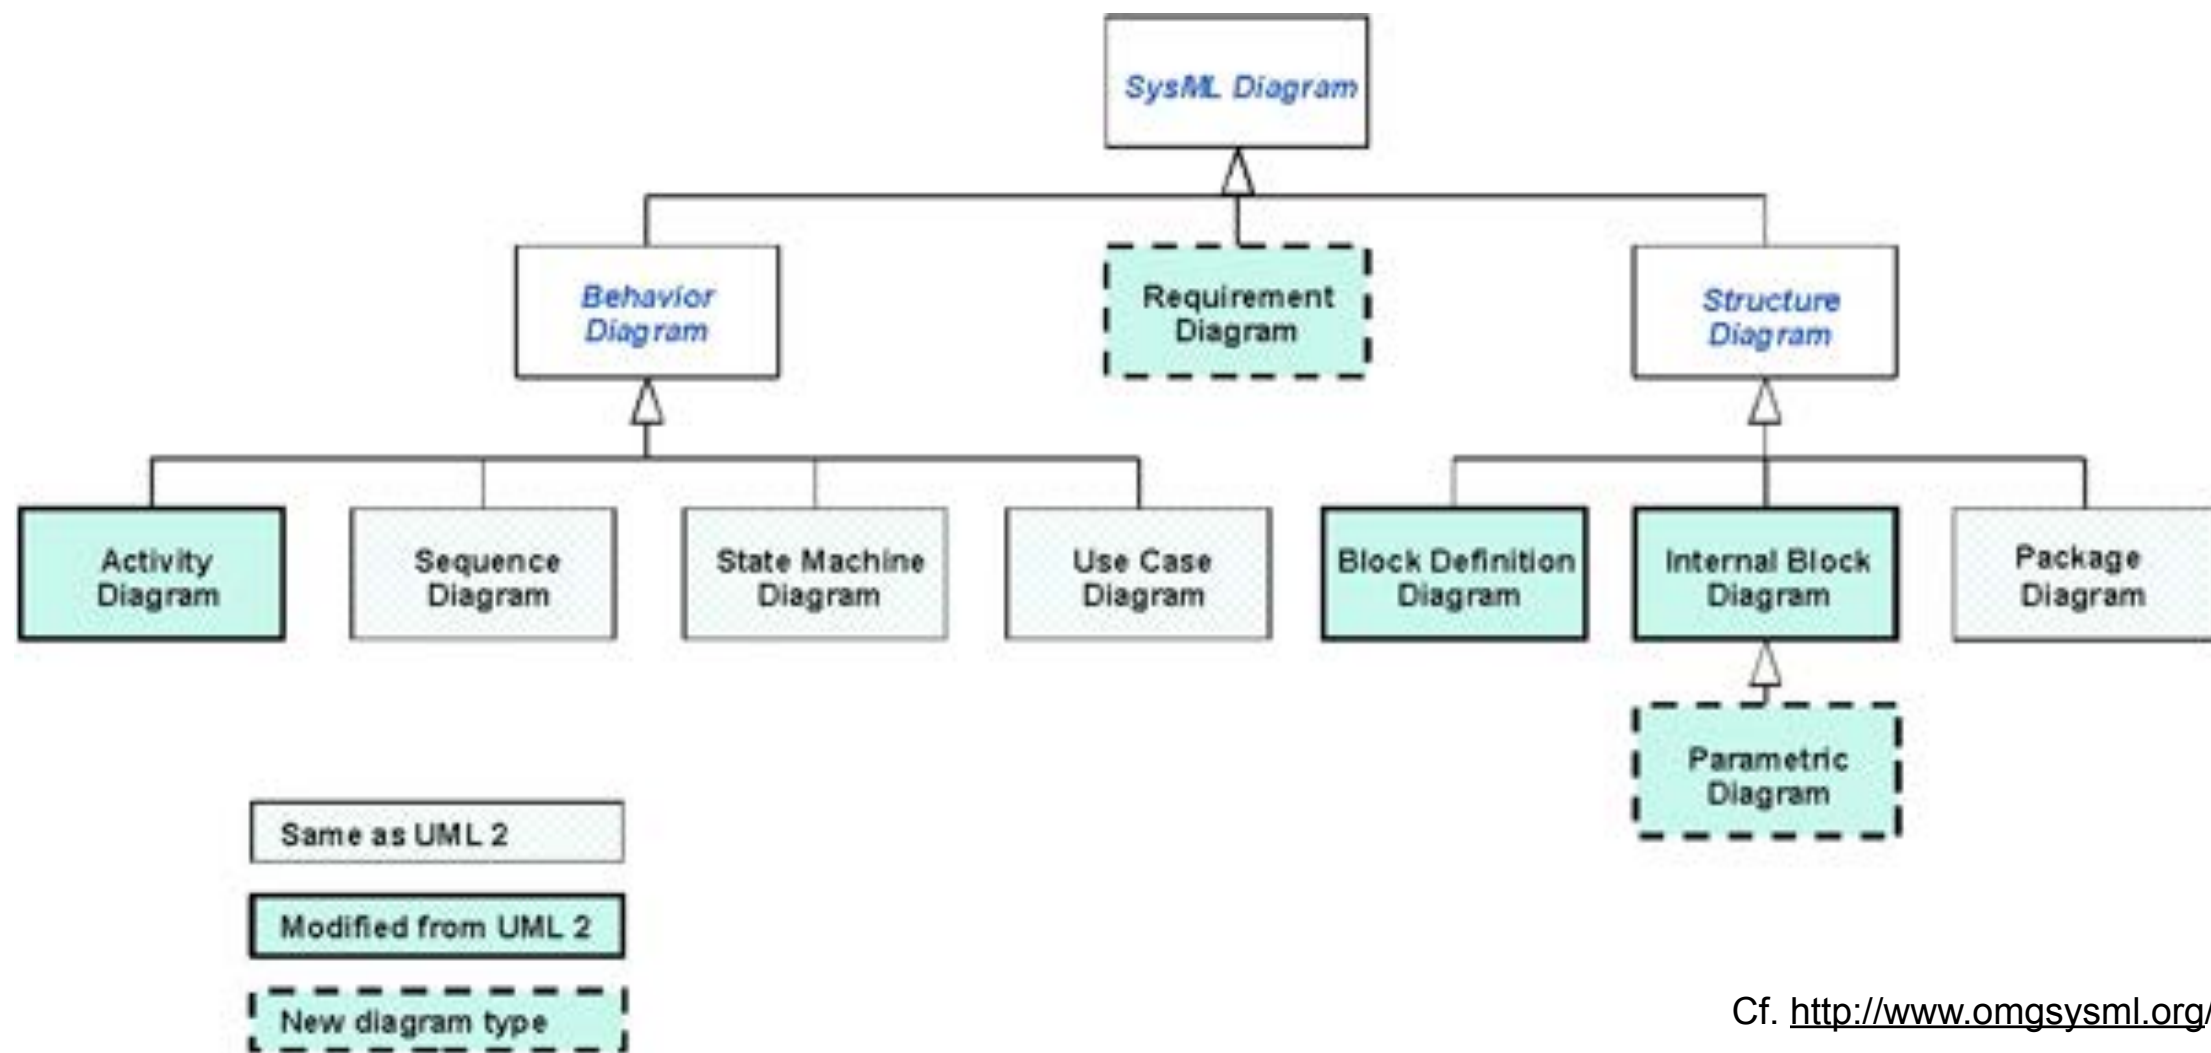 SysML Diagram
Behavior
Diagram
Requirement
Diagram
Structure
Diagram
Activity
Diagram
Sequence
Diagram
State Machine
Diagram
Use Case
Diagram
Block Definition
Diagram
Internal Block
Diagram
Package
Diagram
Parametric
Diagram
Same as UML 2
Modified from UML 2
New diagram type
Cf. http://www.omgsysml.org/